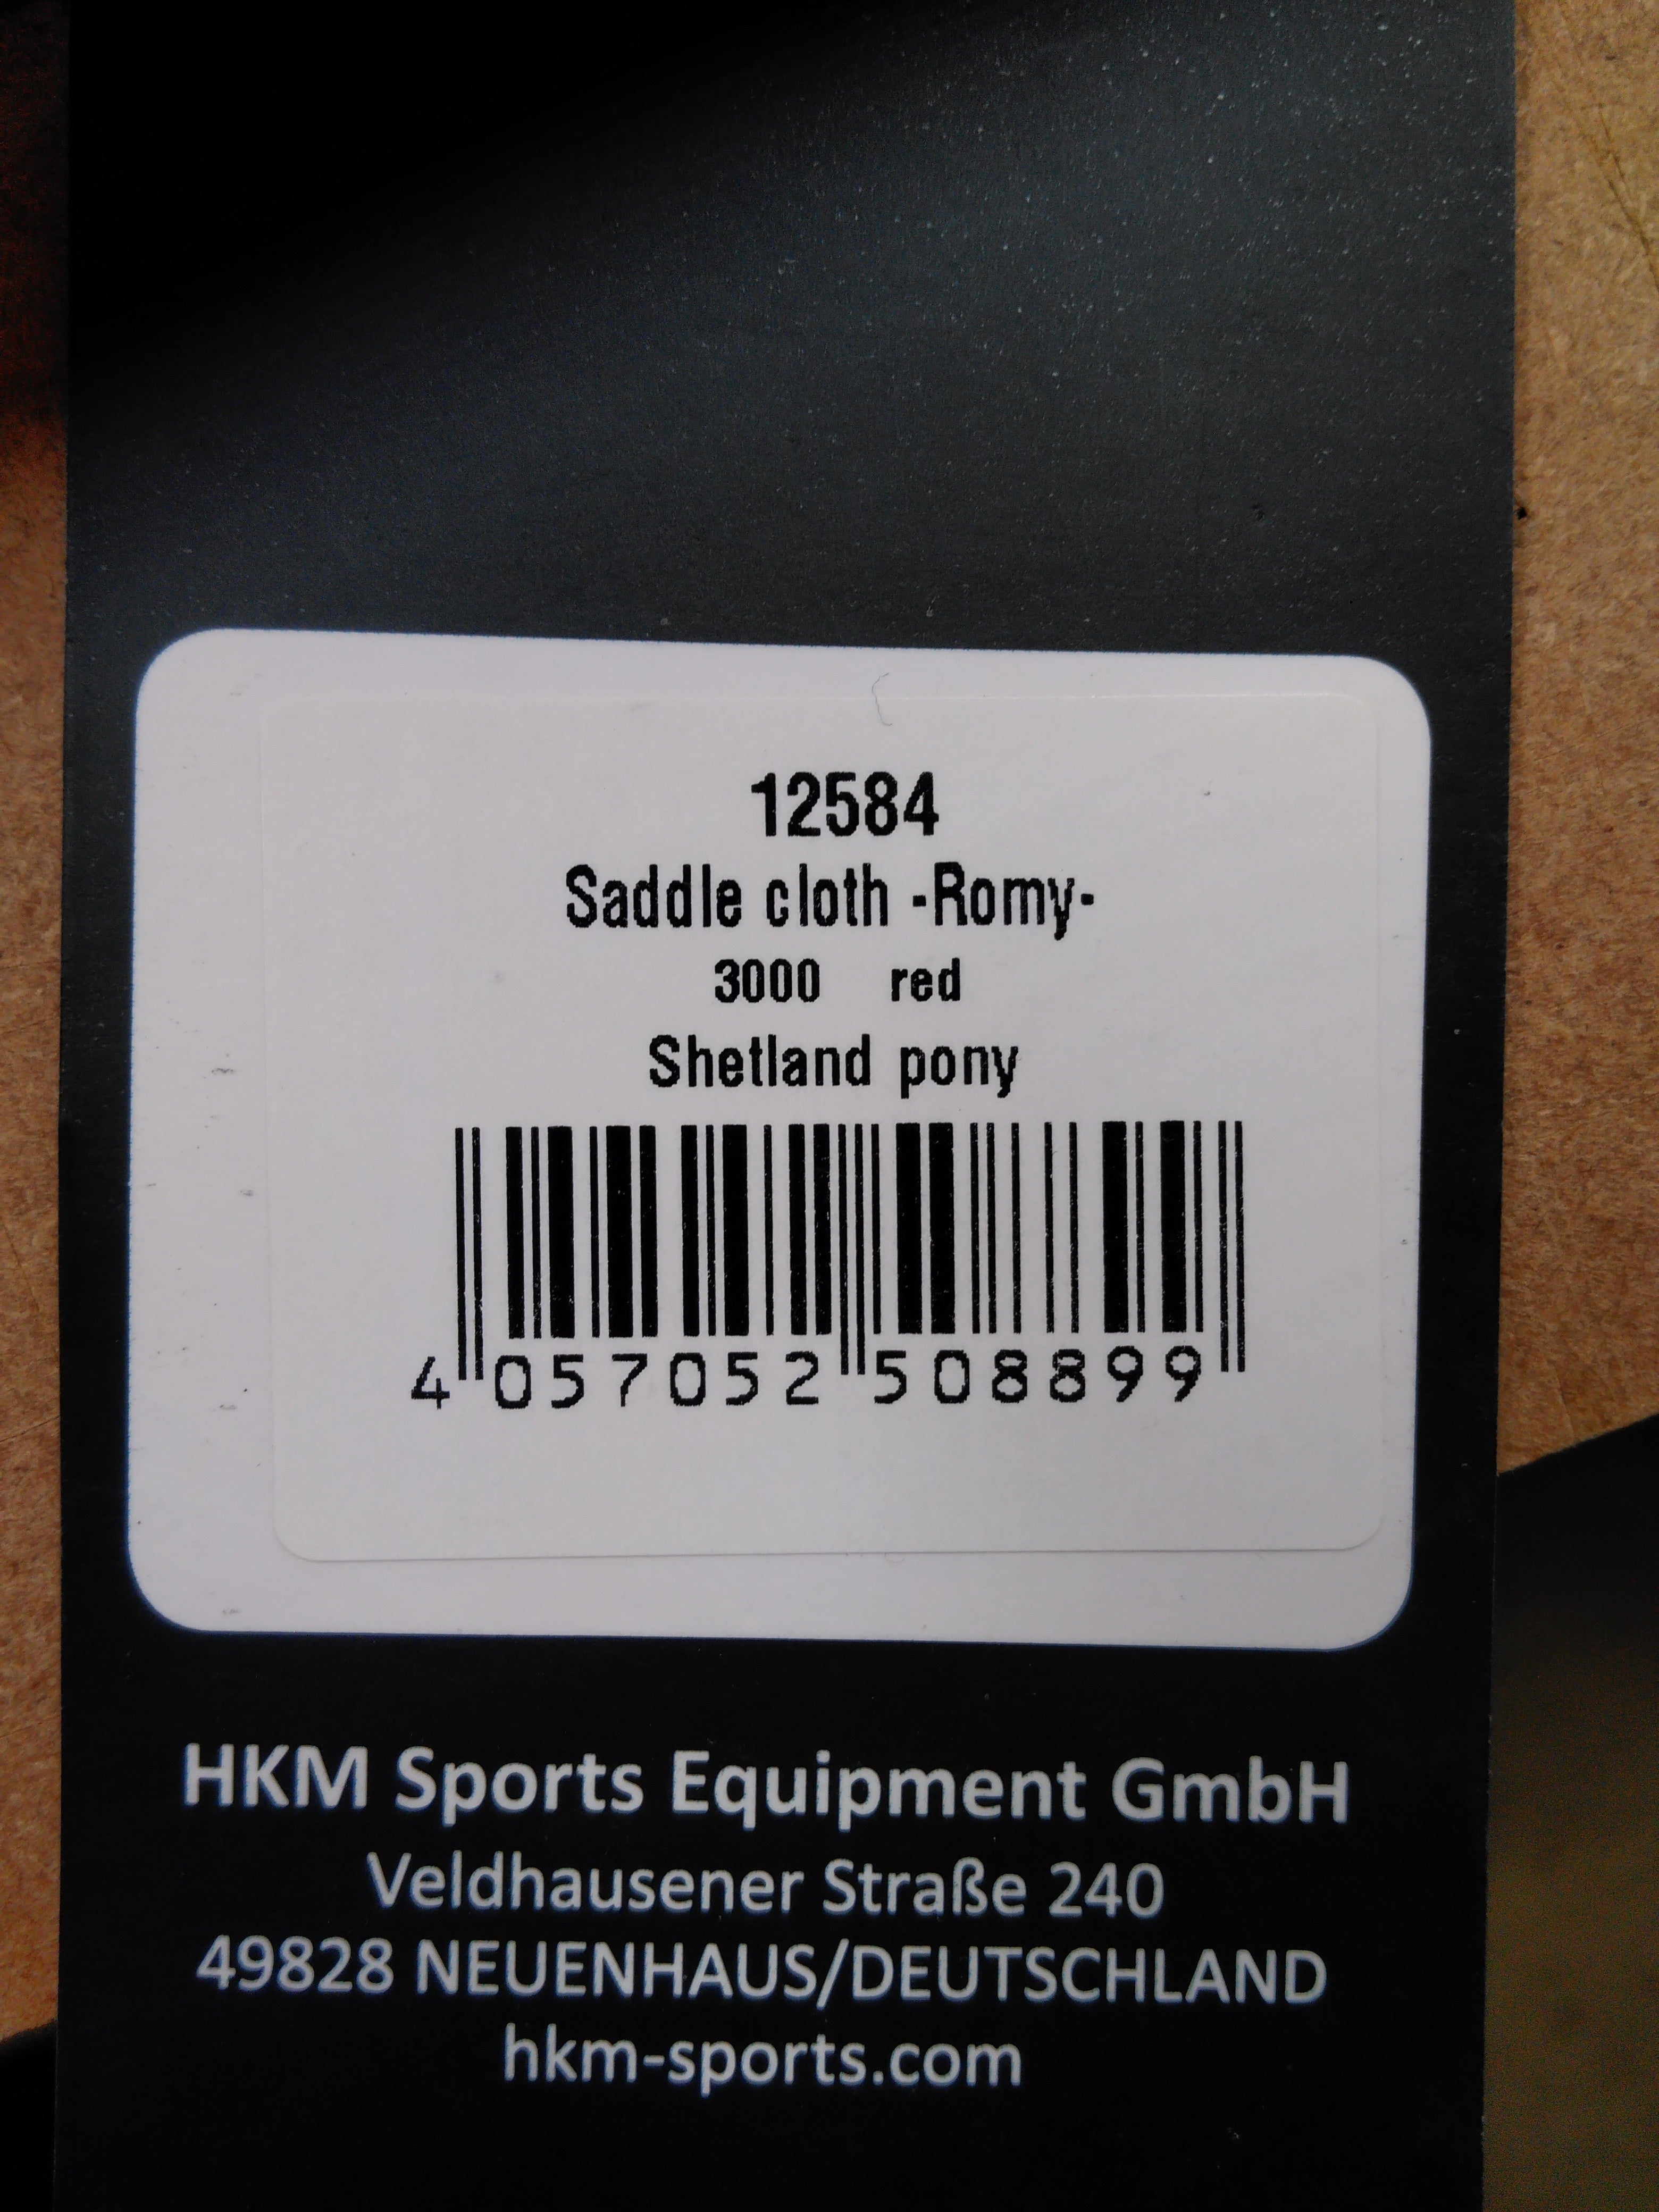 12584
Saddle cloth -Romy-
3000 red
Shetland pony
4 057052 508899
HKM Sports Equipment GmbH
Veldhausener Straße 240
49828 NEUENHAUS/DEUTSCHLAND
hkm-sports.com